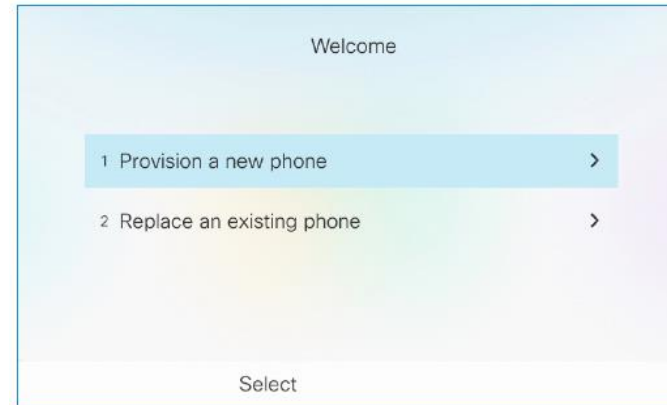 Welcome
1 Provision a new phone
2 Replace an existing phone
Select